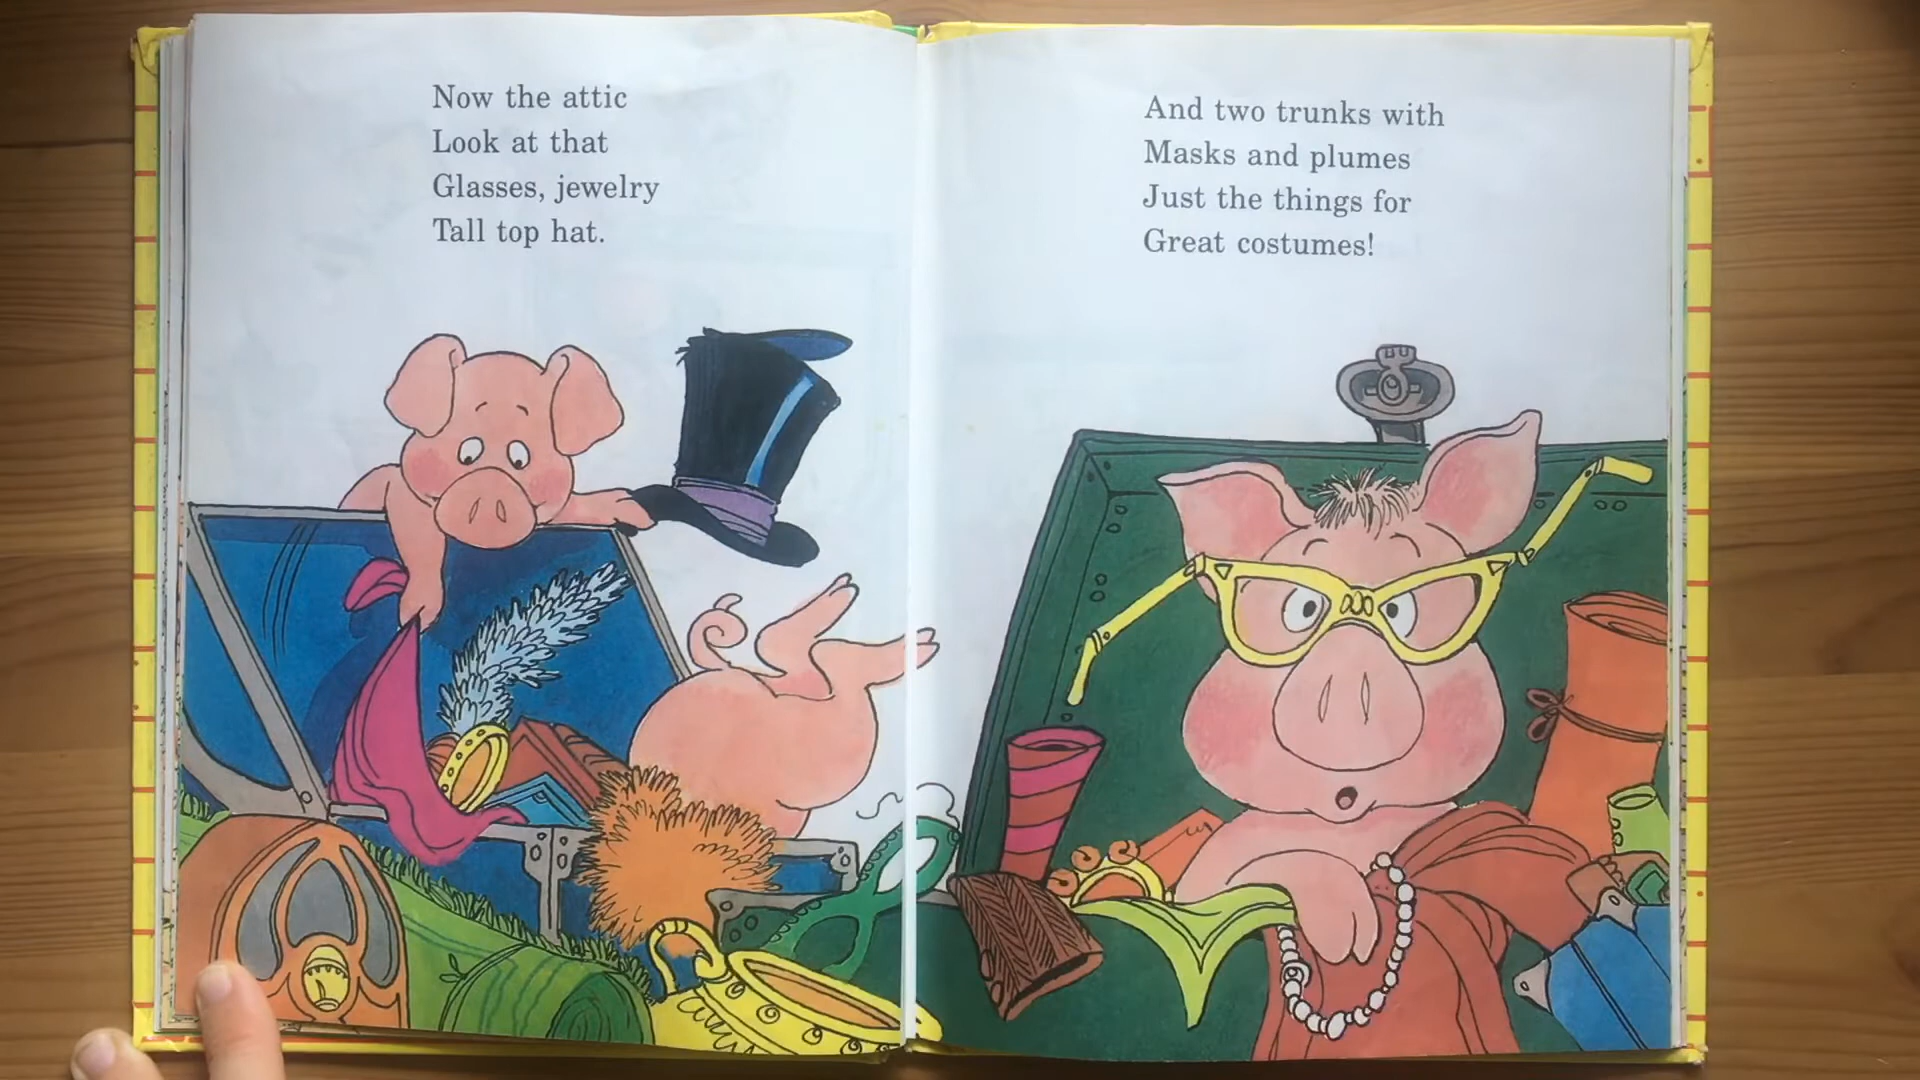 Now the attic
Look at that
Glasses, jewelry
Tall top hat.
And two trunks with
Masks and plumes
Just the things for
Great costumes!